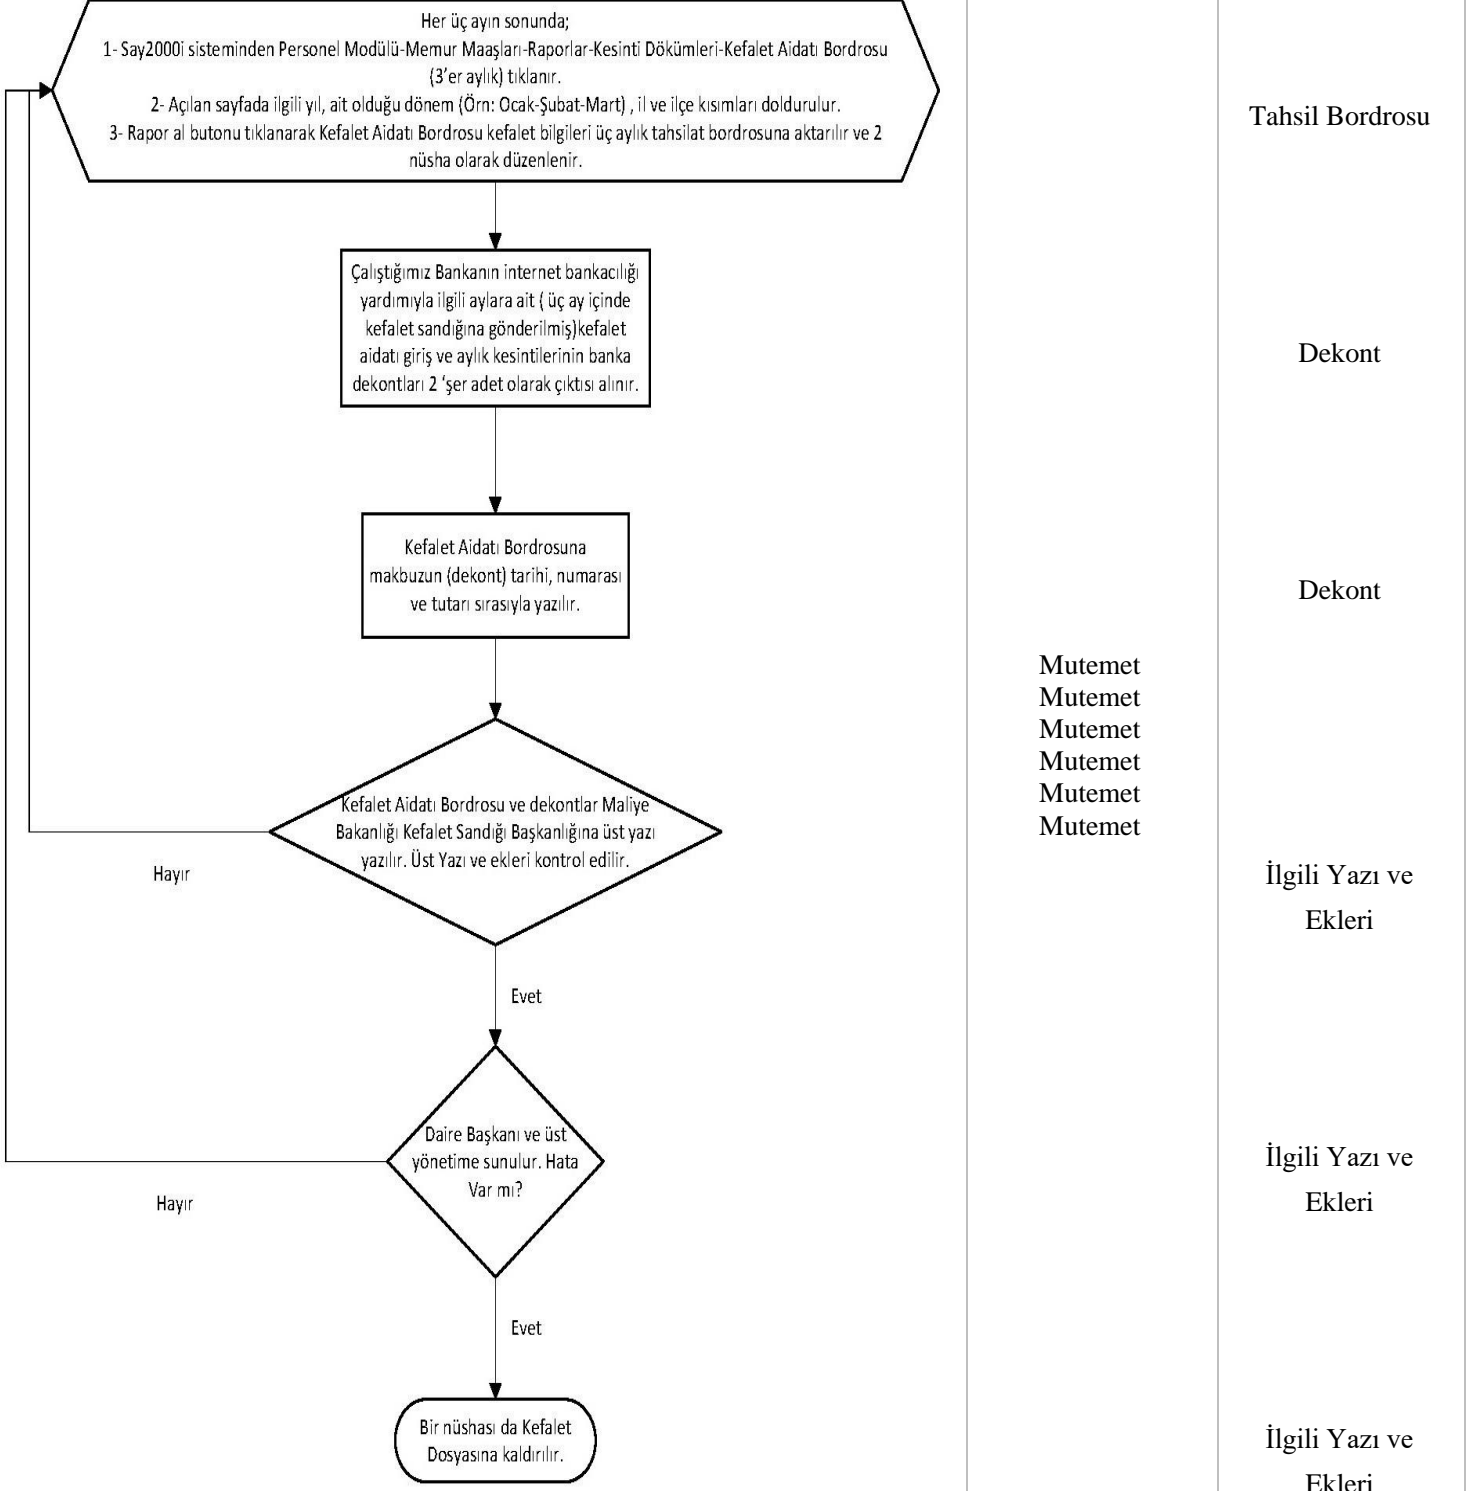 Her üç ayın sonunda;
1- Say2000i sisteminden Personel Modülü-Memur Maaşları-Raporlar-Kesinti Dökümleri-Kefalet Aidatı Bordrosu
(3'er aylık) tıklanır.
2- Açılan sayfada ilgili yıl, ait olduğu dönem (Örn: Ocak-Şubat-Mart) , il ve ilçe kısımları doldurulur.
3- Rapor al butonu tıklanarak Kefalet Aidatı Bordrosu kefalet bilgileri üç aylık tahsilat bordrosuna aktarılır ve 2
nüsha olarak düzenlenir.
Tahsil Bordrosu
Çalıştığımız Bankanın internet bankacılığı
yardımıyla ilgili aylara ait ( üç ay içinde
kefalet sandığına gönderilmiş)kefalet
aidatı giriş ve aylık kesintilerinin banka
dekontları 2 'şer adet olarak çıktısı alınır.
Dekont
Kefalet Aidatı Bordrosuna
makbuzun (dekont) tarihi, numarası
ve tutarı sırasıyla yazılır.
Dekont
Mutemet
Mutemet
Mutemet
Mutemet
Mutemet
Mutemet
Kefalet Aidatı Bordrosu ve dekontlar Maliye
Bakanlığı Kefalet Sandığı Başkanlığına üst yazı
yazılır. Üst Yazı ve ekleri kontrol edilir.
Hayır
İlgili Yazı ve
Ekleri
Evet
Daire Başkanı ve üst
yönetime sunulur. Hata
Var mı?
Hayır
İlgili Yazı ve
Ekleri
Evet
Bir nüshası da Kefalet
Dosyasına kaldırılır.
İlgili Yazı ve
Ekleri